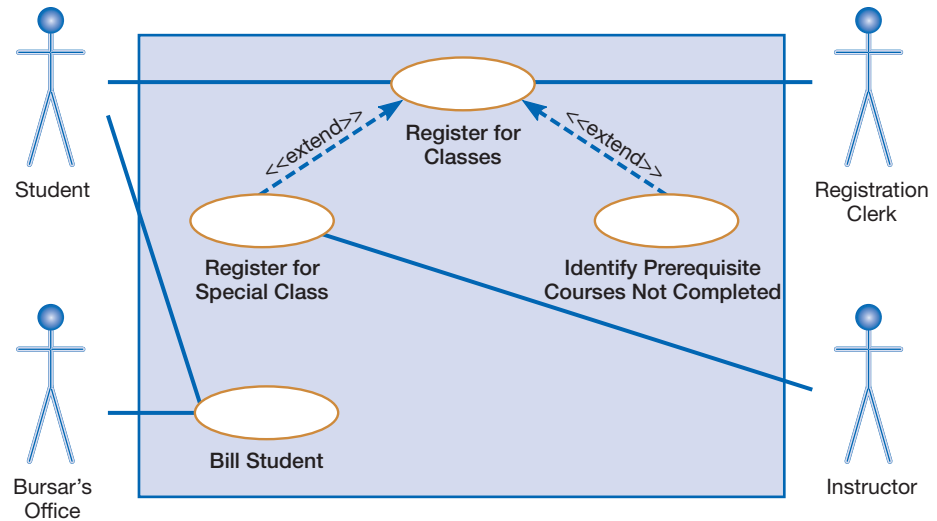 Register for
Classes
<<extend>>
<<extend>>
Student
Registration
Clerk
Register for
Special Class
Identify Prerequisite
Courses Not Completed
Bill Student
Bursar's
Office
Instructor